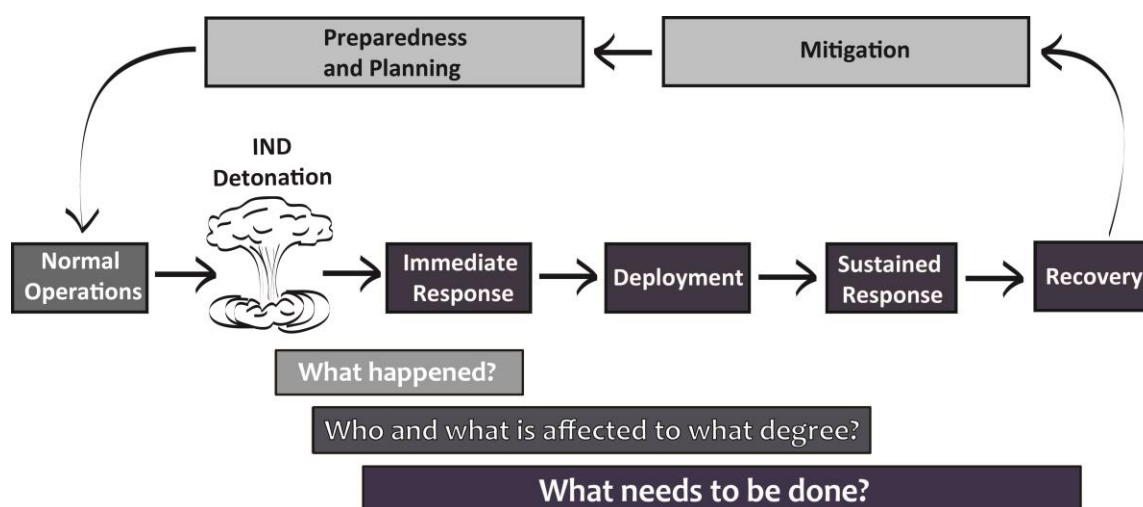 Preparedness
and Planning
Mitigation
IND
Detonation
Normal
Operations
Immediate
Response
Deployment
Sustained
Response
Recovery
What happened?
Who and what is affected to what degree?
What needs to be done?